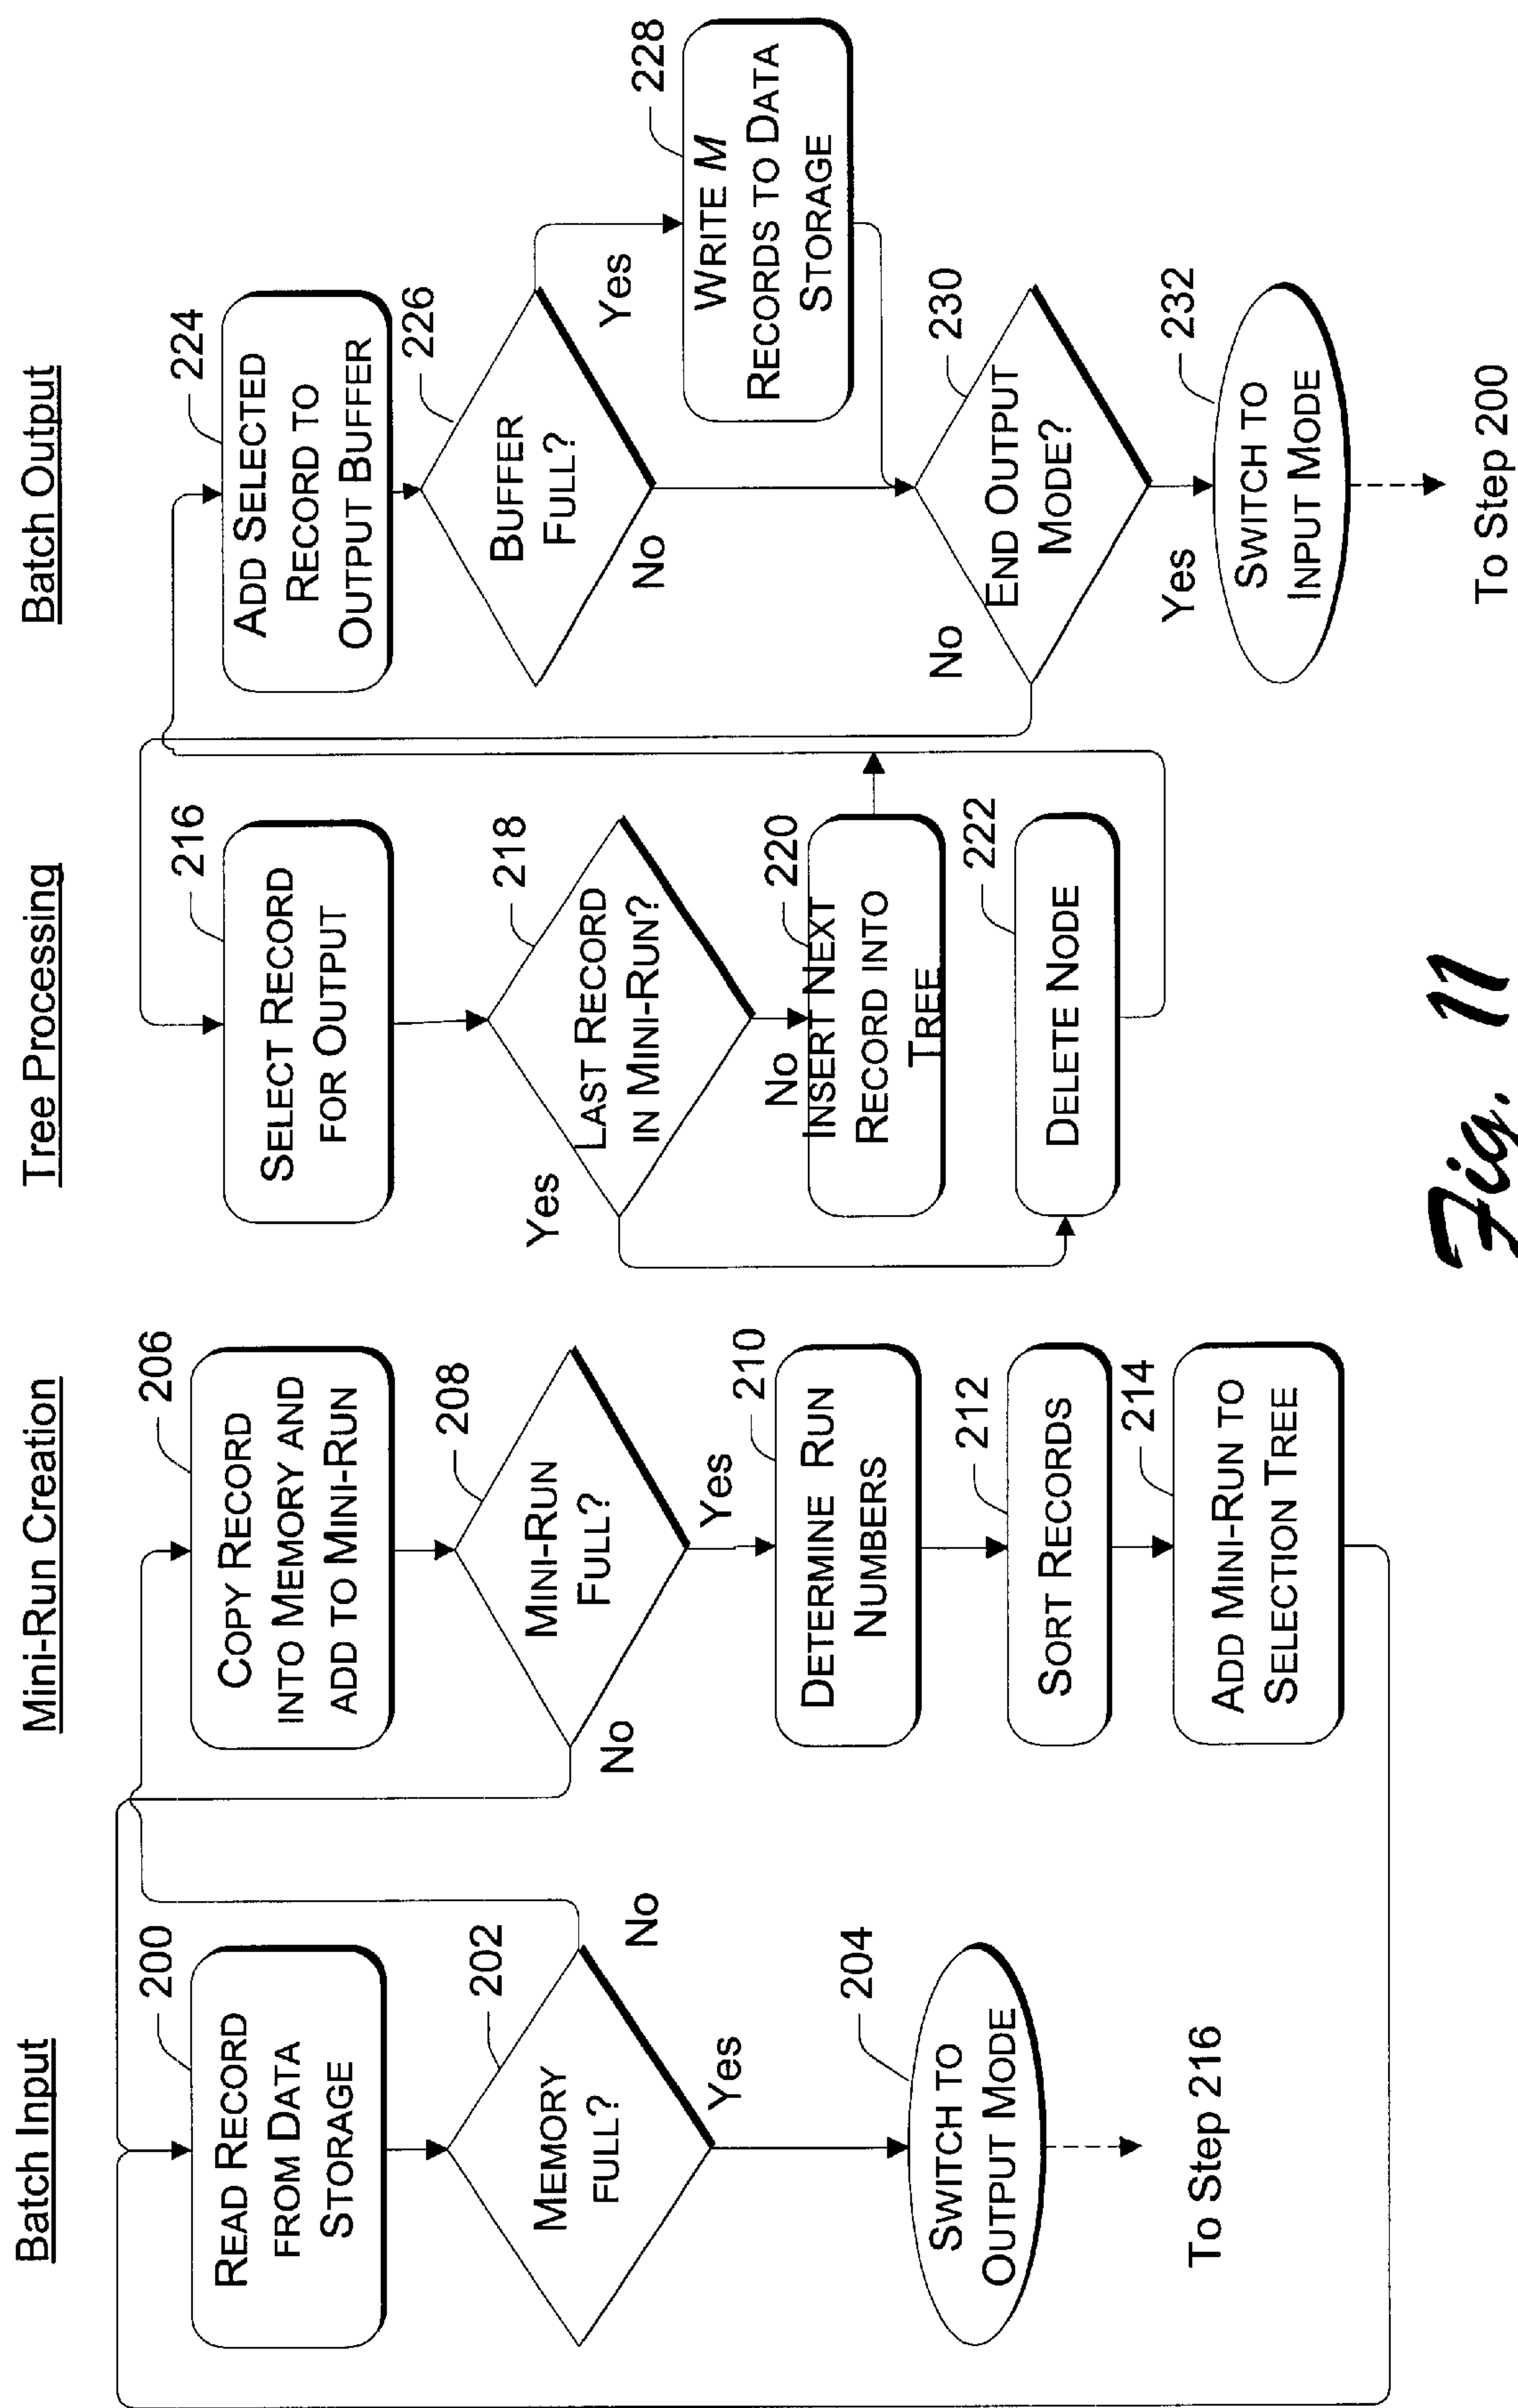 Batch Input
200
READ RECORD
FROM DATA
STORAGE
202
MEMORY
FULL?
No
Yes
204
SWITCH TO
OUTPUT MODE
To Step 216
Mini-Run Creation
206
COPY RECORD
INTO MEMORY AND
ADD TO MINI-RUN
208
MINI-RUN
FULL?
No
Yes
210
DETERMINE RUN
NUMBERS
212
SORT RECORDS
214
ADD MINI-RUN TO
SELECTION TREE
Tree Processing
216
SELECT RECORD
FOR OUTPUT
218
LAST RECORD
IN MINI-RUN?
Yes
No
220
INSERT NEXT
RECORD INTO
TREE
222
DELETE NODE
Batch Output
224
ADD SELECTED
RECORD TO
OUTPUT BUFFER
226
BUFFER
FULL?
Yes
No
228
WRITE M
RECORDS TO DATA
STORAGE
230
END OUTPUT
MODE?
No
Yes
232
SWITCH TO
INPUT MODE
To Step 200
Fig. 11